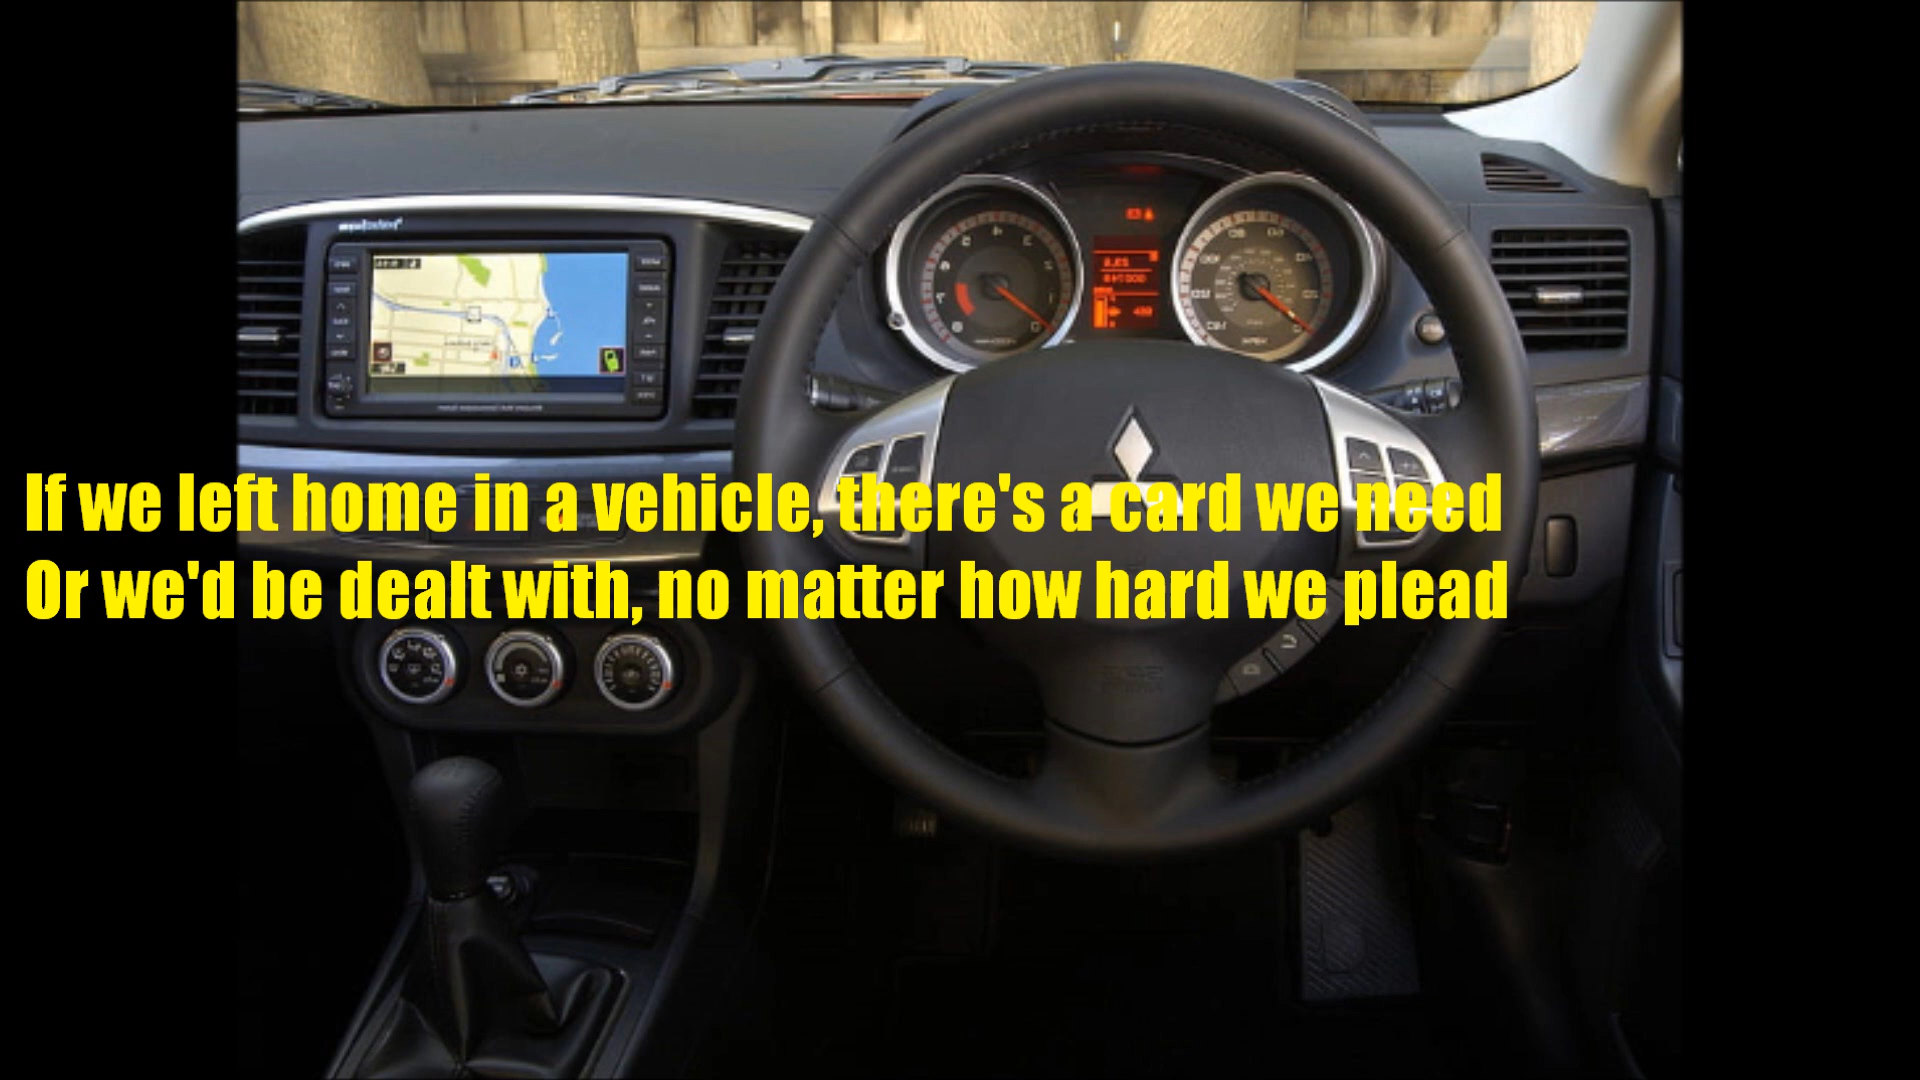 If we left home in a vehicle, there's a card we need
Or we'd be dealt with, no matter how hard we plead